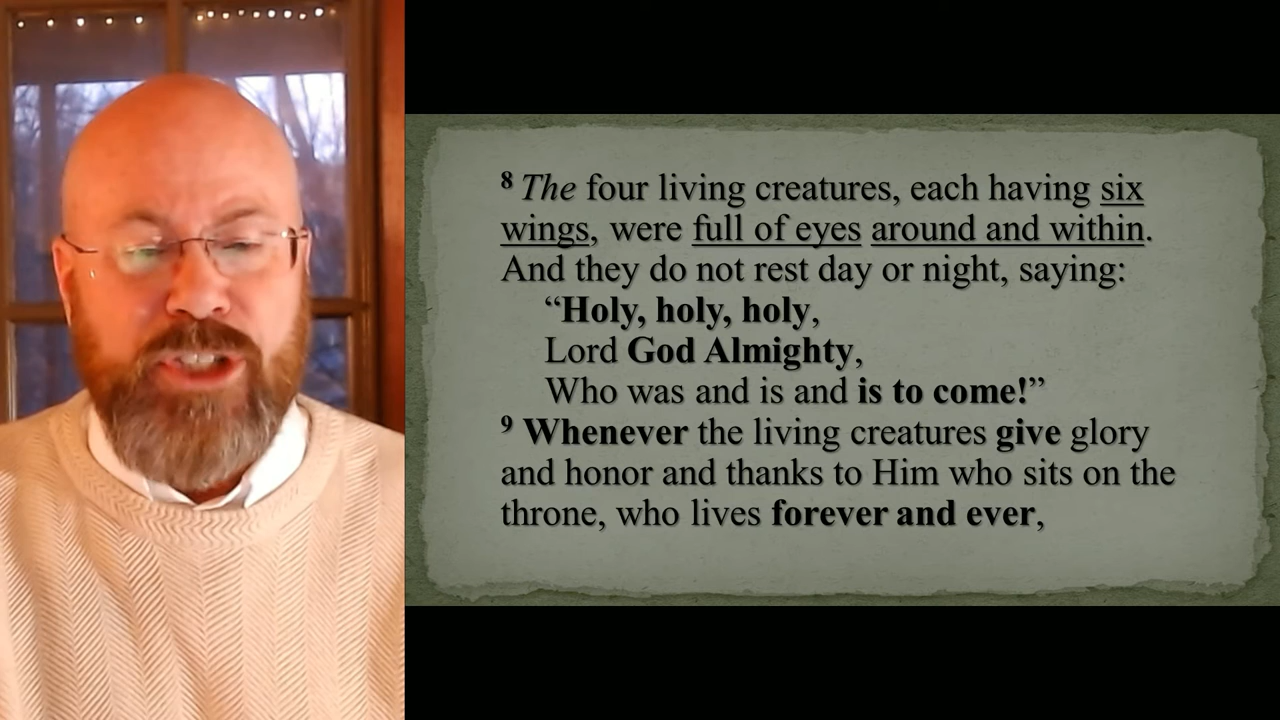 8 The four living creatures, each having six
wings, were full of eyes around and within.
And they do not rest day or night, saying:
“Holy, holy, holy,
Lord God Almighty,
Who was and is and is to come!”
9 Whenever the living creatures give glory
and honor and thanks to Him who sits on the
throne, who lives forever and ever,